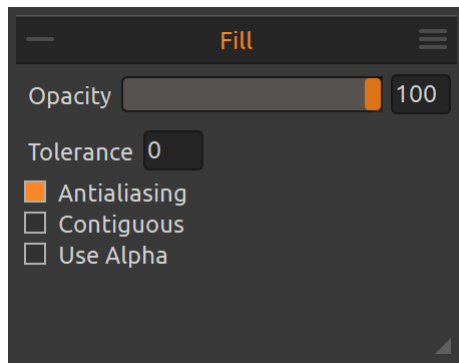 Fill
Opacity 100
Tolerance 0
Antialiasing
Contiguous
Use Alpha